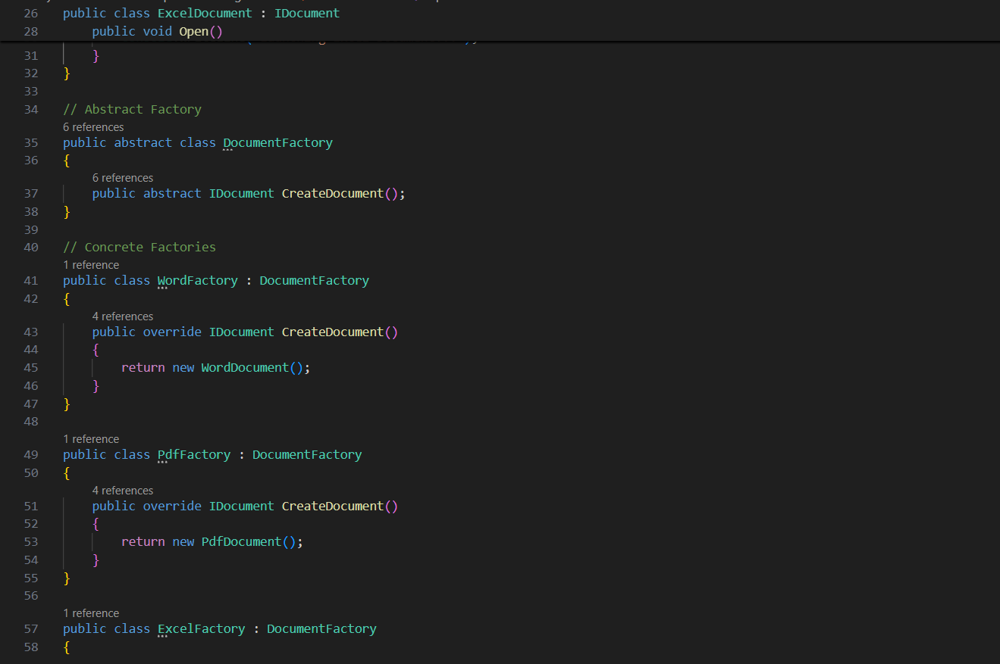 26 public class ExcelDocument : IDocument
28 public void Open()
31 }
32 }
33
34 // Abstract Factory
6 references
35 public abstract class DocumentFactory
36 {
6 references
37 public abstract IDocument CreateDocument();
38 }
39
40 // Concrete Factories
1 reference
41 public class WordFactory : DocumentFactory
42 {
4 references
43 public override IDocument CreateDocument()
44 {
45 return new WordDocument();
46 }
47 }
48
1 reference
49 public class PdfFactory : DocumentFactory
50 {
4 references
51 public override IDocument CreateDocument()
52 {
53 return new PdfDocument();
54 }
55 }
56
1 reference
57 public class ExcelFactory : DocumentFactory
58 {